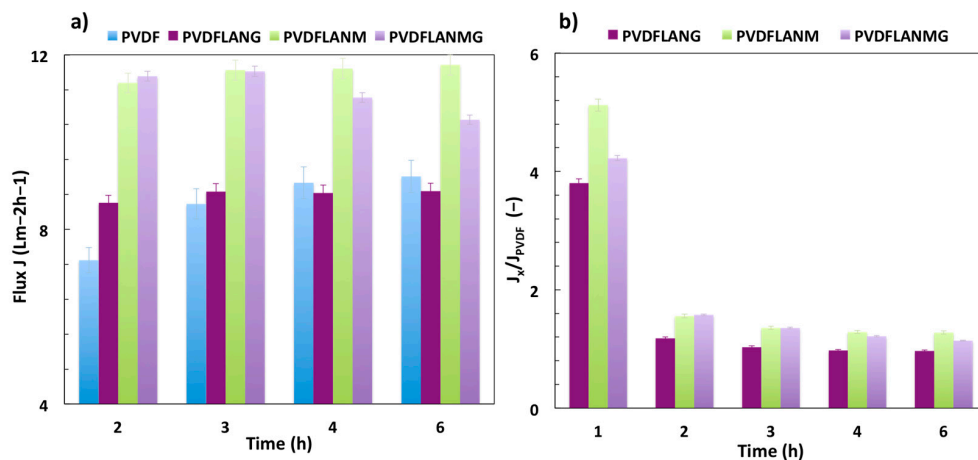 a)
PVDF PVDFLANG PVDFLANM PVDFLANMG
12
8
4
Flux J (Lm−2h−1)
2 3 4 6
Time (h)
b)
PVDFLANG PVDFLANM PVDFLANMG
6
4
2
0
Jx/JPVDF (−)
1 2 3 4 6
Time (h)